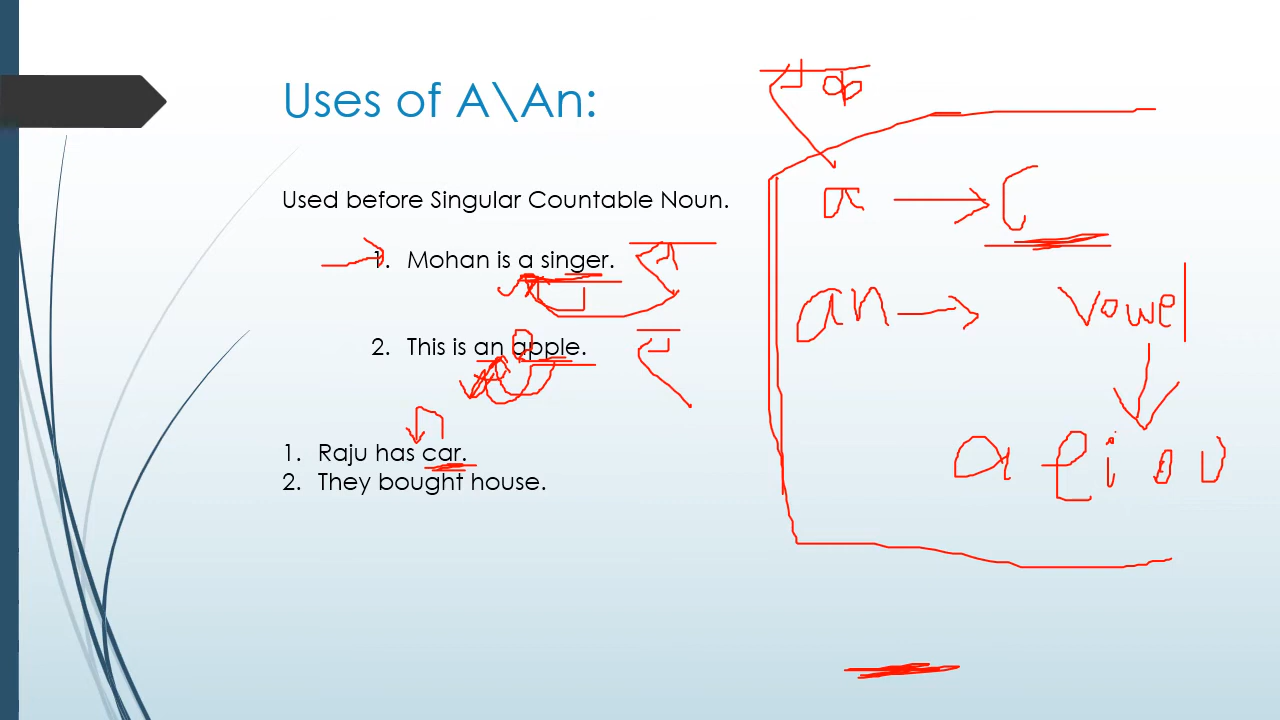 Uses of A\An:
Used before Singular Countable Noun.
1. Mohan is a singer.
2. This is an apple.
1. Raju has car.
2. They bought house.
a → C
an → vowel
a e i o u